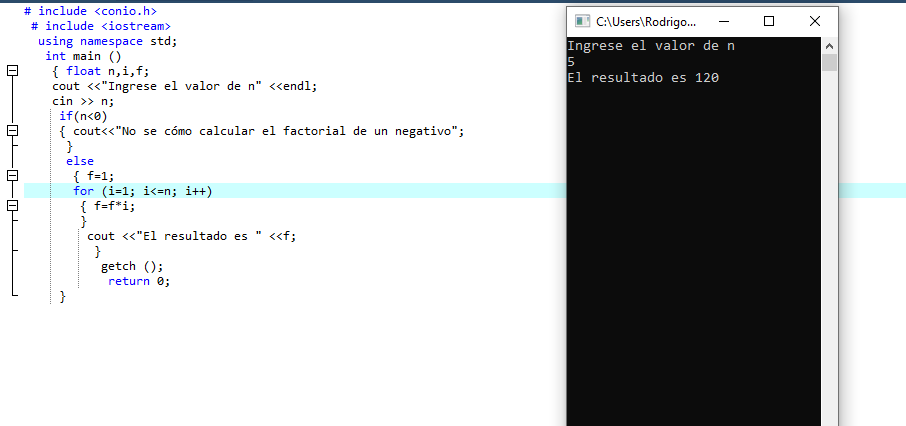 # include <conio.h>
# include <iostream>
using namespace std;
int main ()
{ float n,i,f;
cout <<"Ingrese el valor de n" <<endl;
cin >> n;
if(n<0)
{ cout<<"No se cómo calcular el factorial de un negativo";
}
else
{ f=1;
for (i=1; i<=n; i++)
{ f=f*i;
}
cout <<"El resultado es " <<f;
}
getch ();
return 0;
}
C:\Users\Rodrigo...
Ingrese el valor de n
5
El resultado es 120